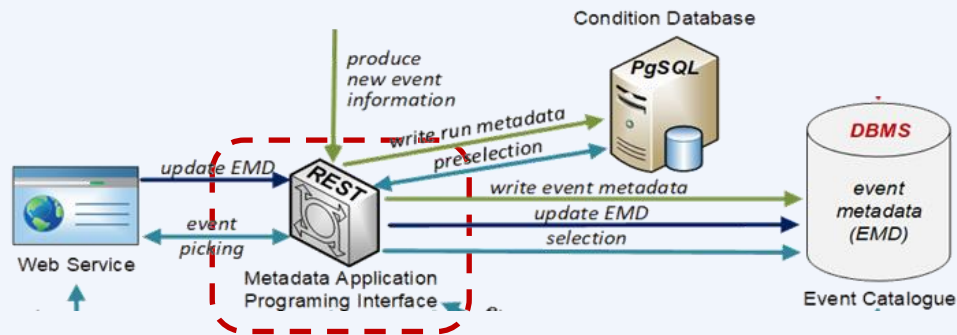 Condition Database
produce
new event
information
PgSQL
write run metadata
preselection
DBMS
update EMD
REST
write event metadata
event
metadata
(EMD)
update EMD
event
picking
selection
Web Service
Metadata Application
Programing Interface
Event Catalogue